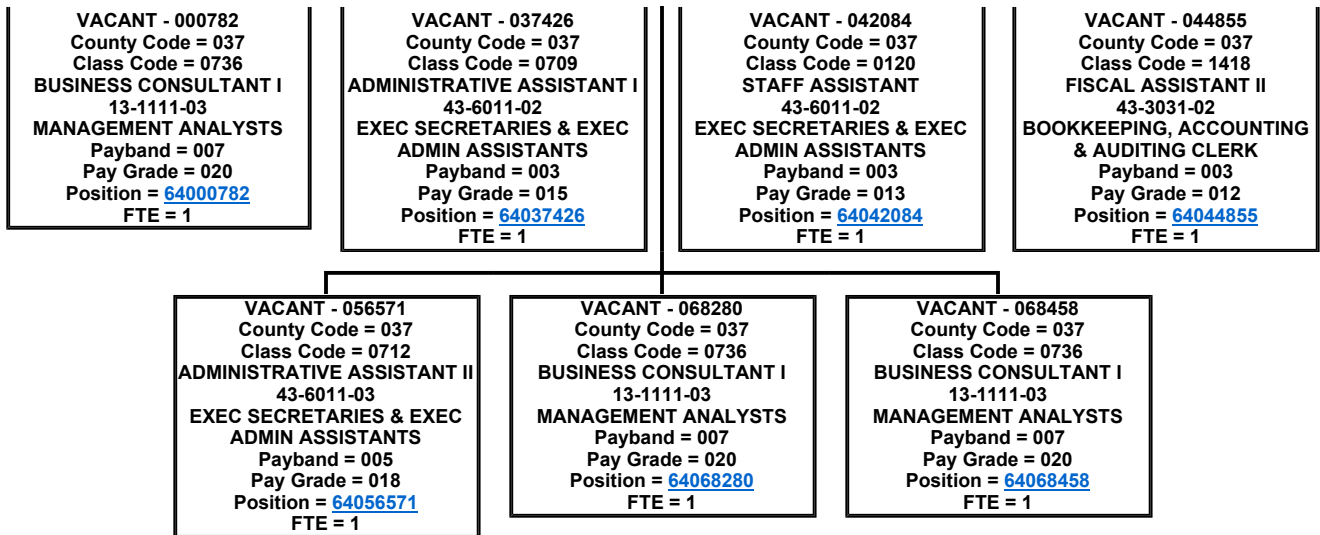 VACANT - 000782
County Code = 037
Class Code = 0736
BUSINESS CONSULTANT I
13-1111-03
MANAGEMENT ANALYSTS
Payband = 007
Pay Grade = 020
Position = 64000782
FTE = 1
VACANT - 037426
County Code = 037
Class Code = 0709
ADMINISTRATIVE ASSISTANT I
43-6011-02
EXEC SECRETARIES & EXEC
ADMIN ASSISTANTS
Payband = 003
Pay Grade = 015
Position = 64037426
FTE = 1
VACANT - 042084
County Code = 037
Class Code = 0120
STAFF ASSISTANT
43-6011-02
EXEC SECRETARIES & EXEC
ADMIN ASSISTANTS
Payband = 003
Pay Grade = 013
Position = 64042084
FTE = 1
VACANT - 044855
County Code = 037
Class Code = 1418
FISCAL ASSISTANT II
43-3031-02
BOOKKEEPING, ACCOUNTING
& AUDITING CLERK
Payband = 003
Pay Grade = 012
Position = 64044855
FTE = 1
VACANT - 056571
County Code = 037
Class Code = 0712
ADMINISTRATIVE ASSISTANT II
43-6011-03
EXEC SECRETARIES & EXEC
ADMIN ASSISTANTS
Payband = 005
Pay Grade = 018
Position = 64056571
FTE = 1
VACANT - 068280
County Code = 037
Class Code = 0736
BUSINESS CONSULTANT I
13-1111-03
MANAGEMENT ANALYSTS
Payband = 007
Pay Grade = 020
Position = 64068280
FTE = 1
VACANT - 068458
County Code = 037
Class Code = 0736
BUSINESS CONSULTANT I
13-1111-03
MANAGEMENT ANALYSTS
Payband = 007
Pay Grade = 020
Position = 64068458
FTE = 1